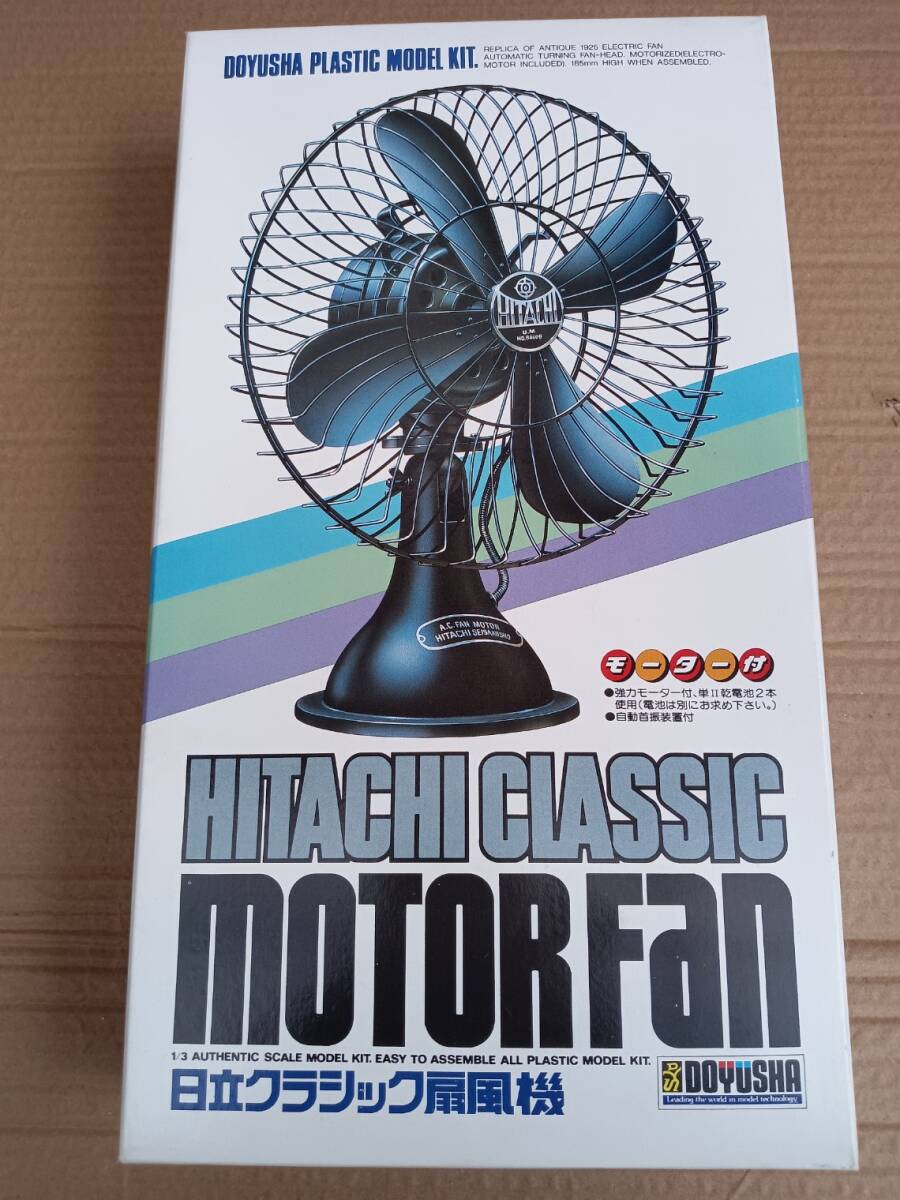 DOYUSHA PLASTIC MODEL KIT.
REPLICA OF ANTIQUE 1925 ELECTRIC FAN
AUTOMATIC TURNING FAN-HEAD. MOTORIZED(ELECTRO-
MOTOR INCLUDED). 185mm HIGH WHEN ASSEMBLED.
HITACHI
U.M
A.C. FAN MOTOR
HITACHI SEISAKUSHO
モーター付
●強力モーター付、単II乾電池2本
使用(電池は別にお求め下さい。)
●自動首振装置付
HITACHI CLASSIC
MOTOR FAN
1/3 AUTHENTIC SCALE MODEL KIT. EASY TO ASSEMBLE ALL PLASTIC MODEL KIT.
日立クラシック扇風機
DOYUSHA
Leading the world in model technology